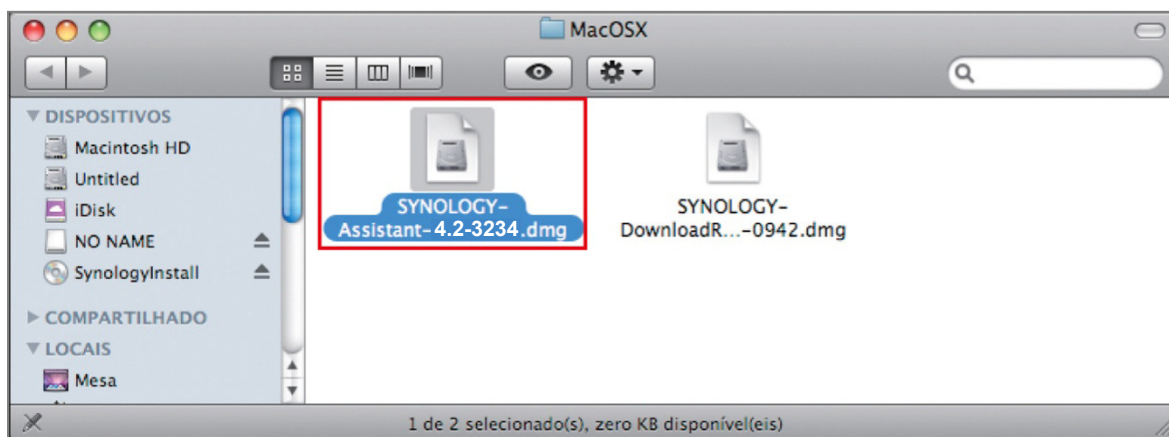 MacOSX
DISPOSITIVOS
Macintosh HD
Untitled
iDisk
NO NAME
SynologyInstall
COMPARTILHADO
LOCAIS
Mesa
SYNOLOGY-
Assistant-4.2-3234.dmg
SYNOLOGY-
DownloadR...-0942.dmg
1 de 2 selecionado(s), zero KB disponível(eis)